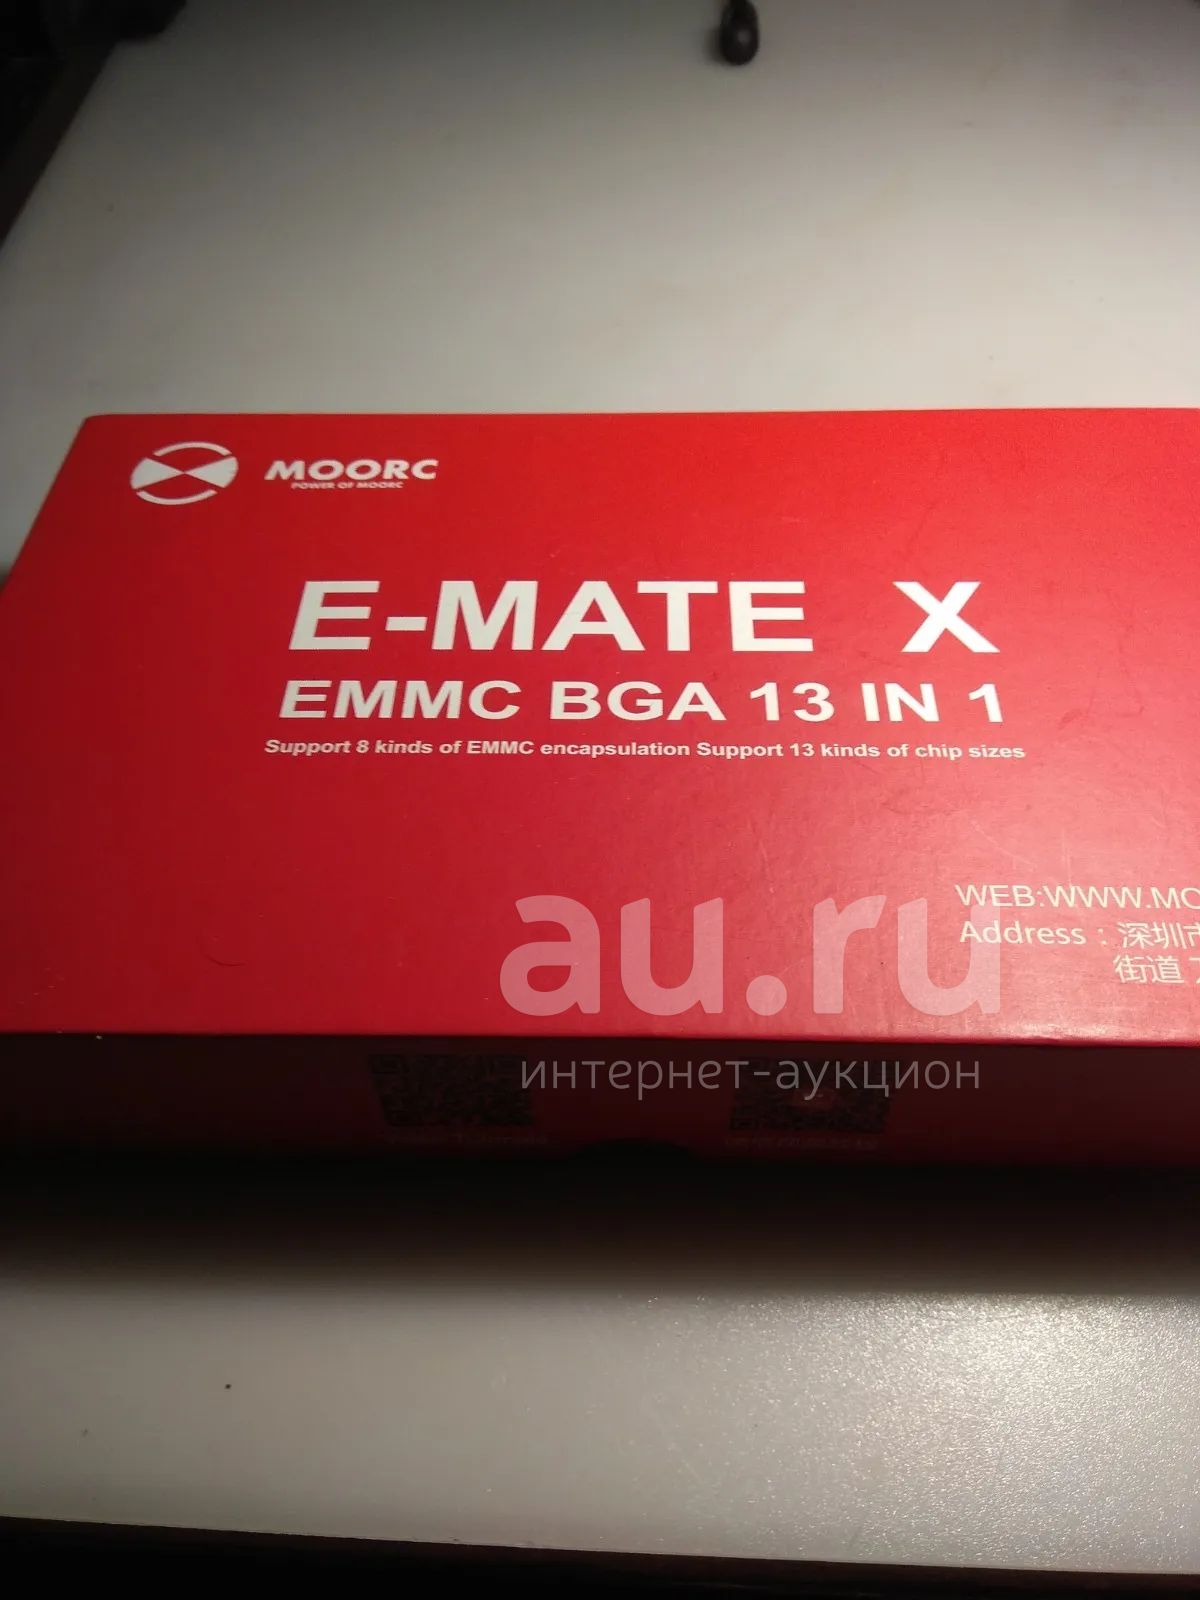 MOORC
POWER OF MOORC
E-MATE X
EMMC BGA 13 IN 1
Support 8 kinds of EMMC encapsulation Support 13 kinds of chip sizes
WEB:WWW.MO
Address：深圳市
街道
au.ru
интернет-аукцион